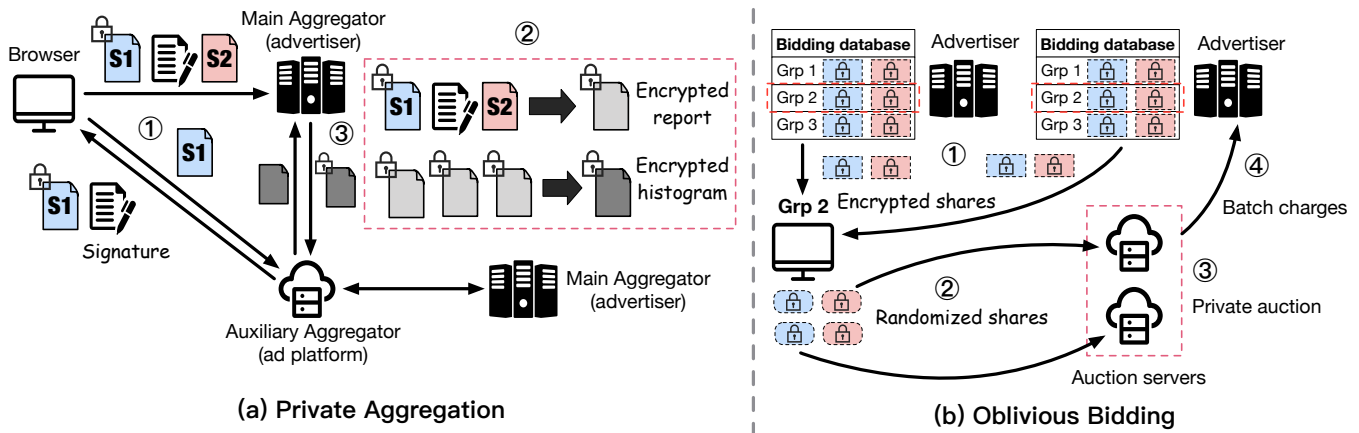 Browser
S1
S2
Main Aggregator
(advertiser)
①
S1
S1
Signature
②
S1
S2
Encrypted
report
Encrypted
histogram
③
Auxiliary Aggregator
(ad platform)
Main Aggregator
(advertiser)
(a) Private Aggregation
Bidding database
Grp 1
Grp 2
Grp 3
Advertiser
Bidding database
Grp 1
Grp 2
Grp 3
Advertiser
①
Grp 2
Encrypted shares
②
Randomized shares
③
Private auction
④
Batch charges
Auction servers
(b) Oblivious Bidding